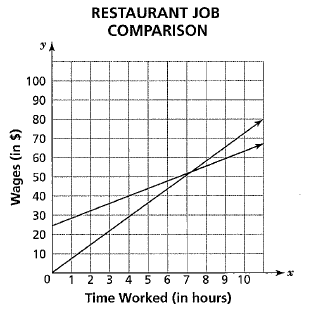 RESTAURANT JOB
COMPARISON
y
100
90
80
70
60
50
40
30
20
10
Wages (in $)
0 1 2 3 4 5 6 7 8 9 10 x
Time Worked (in hours)